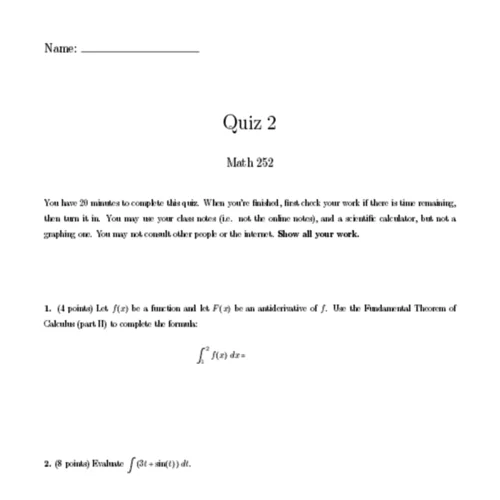 Name:
Quiz 2
Math 252
You have 20 minutes to complete this quiz. When you're finished, first check your work if there is time remaining,
then turn it in. You may use your class notes (i.e. not the online notes), and a scientific calculator, but not a
graphing one. You may not consult other people or the internet. Show all your work.
1. (4 points) Let f(x) be a function and let F(x) be an antiderivative of f. Use the Fundamental Theorem of
Calculus (part II) to complete the formula:
∫₁² f(x) dx =
2. (8 points) Evaluate ∫(3t + sin(t)) dt.